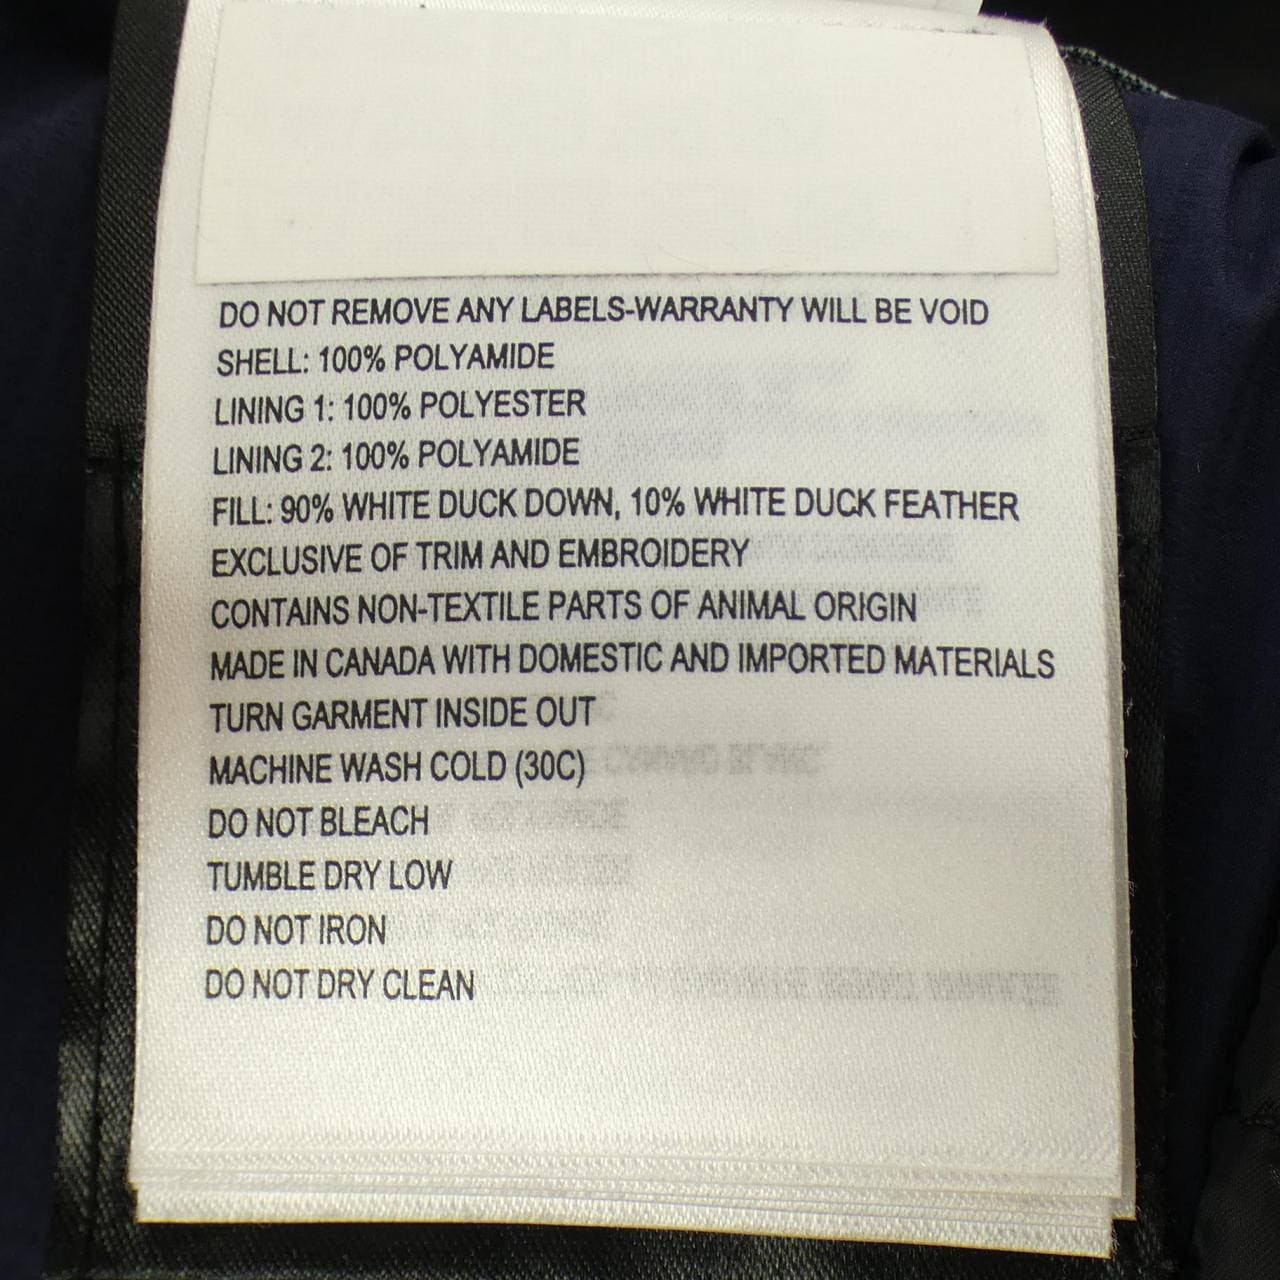 DO NOT REMOVE ANY LABELS-WARRANTY WILL BE VOID
SHELL: 100% POLYAMIDE
LINING 1: 100% POLYESTER
LINING 2: 100% POLYAMIDE
FILL: 90% WHITE DUCK DOWN, 10% WHITE DUCK FEATHER
EXCLUSIVE OF TRIM AND EMBROIDERY
CONTAINS NON-TEXTILE PARTS OF ANIMAL ORIGIN
MADE IN CANADA WITH DOMESTIC AND IMPORTED MATERIALS
TURN GARMENT INSIDE OUT
MACHINE WASH COLD (30C)
DO NOT BLEACH
TUMBLE DRY LOW
DO NOT IRON
DO NOT DRY CLEAN